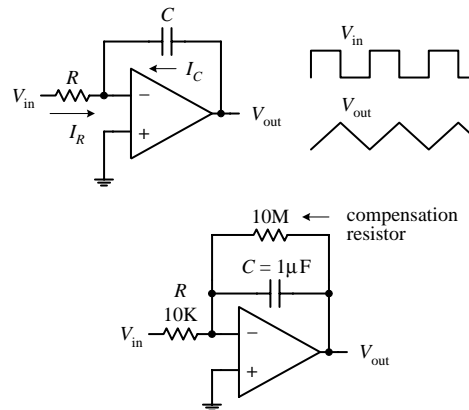 C
V_in
R
I_C
V_in
−
+
V_out
I_R
V_out
10M ← compensation
resistor
C = 1µF
R
10K
V_in
−
+
V_out